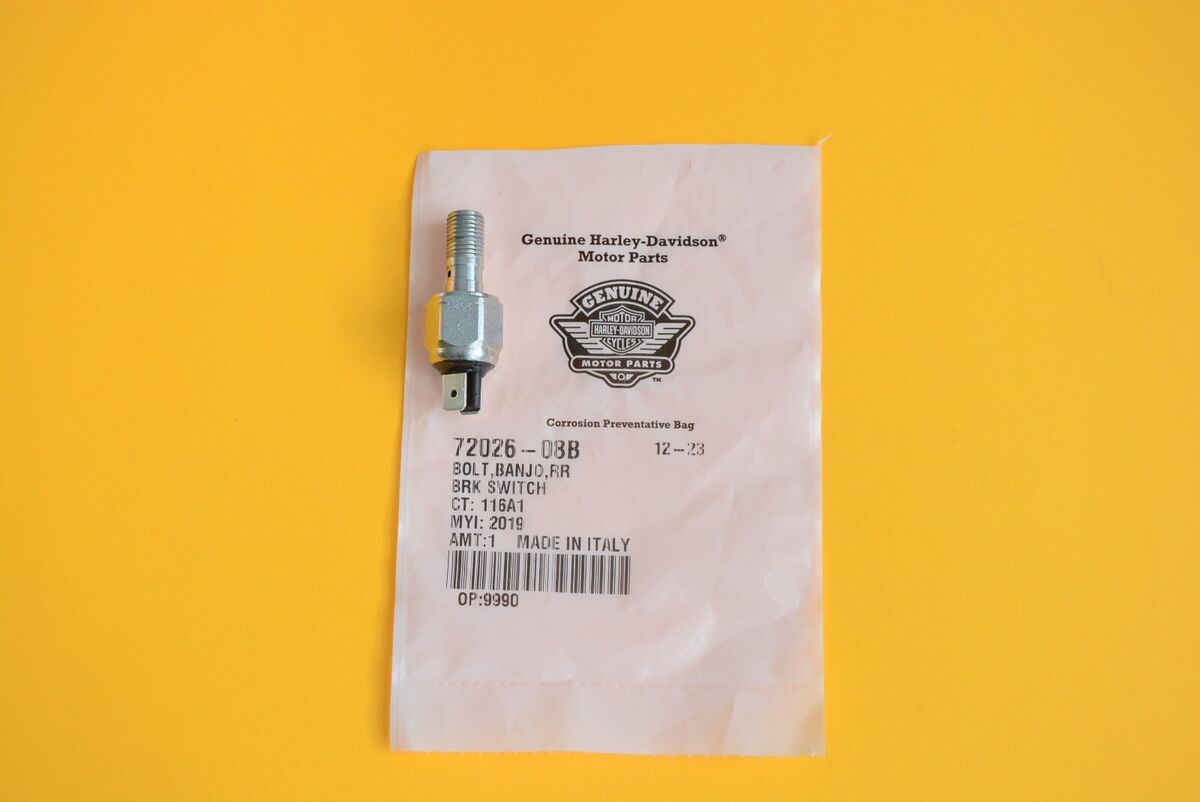 Genuine Harley-Davidson®
Motor Parts
GENUINE
MOTOR
HARLEY-DAVIDSON
CYCLES
MOTOR PARTS
TM
Corrosion Preventative Bag
72026-08B 12-23
BOLT,BANJO,RR
BRK SWITCH
CT: 116A1
MYI: 2019
AMT:1 MADE IN ITALY
OP:9990